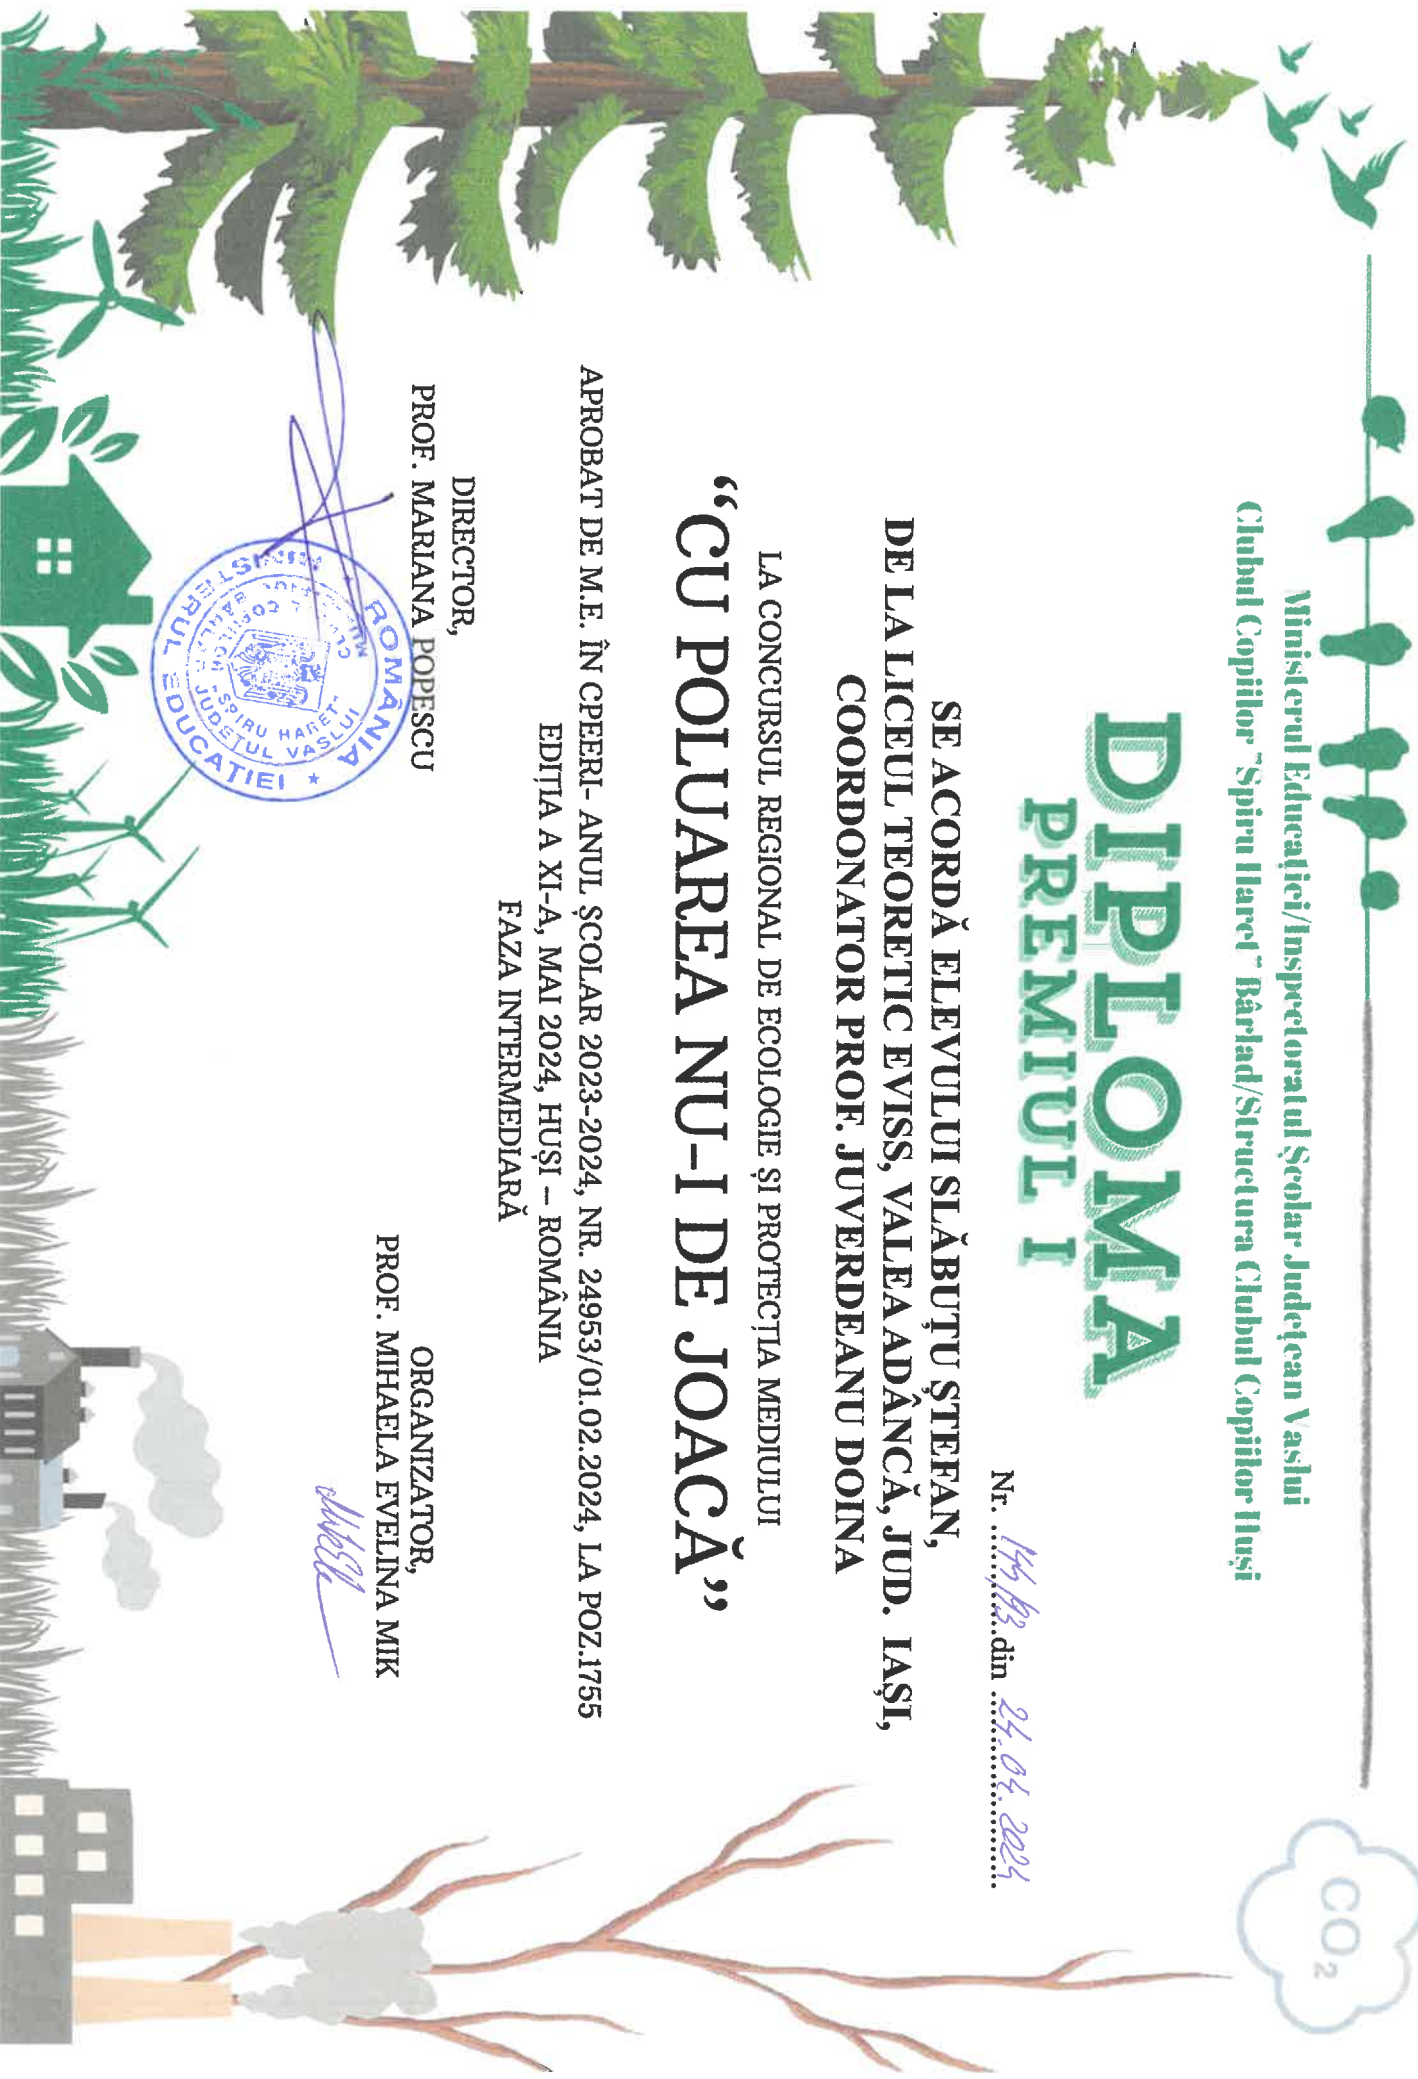 Ministerul Educației/Inspectoratul Școlar Județean Vaslui
Clubul Copiilor "Spiru Haret" Bârlad/Structura Clubul Copiilor Huși
DIPLOMA
PREMIUL I
Nr. ........... din 24.04.2024
SE ACORDĂ ELEVULUI SLĂBUȚU ȘTEFAN,
DE LA LICEUL TEORETIC EVISS, VALEA ADÂNCĂ, JUD. IAȘI,
COORDONATOR PROF. JUVERDEANU DOINA
LA CONCURSUL REGIONAL DE ECOLOGIE ȘI PROTECȚIA MEDIULUI
“CU POLUAREA NU-I DE JOACĂ”
APROBAT DE M.E. ÎN CPEERI- ANUL ȘCOLAR 2023-2024, NR. 24953/01.02.2024, LA POZ.1755
EDIȚIA A XI-A, MAI 2024, HUȘI – ROMÂNIA
FAZA INTERMEDIARĂ
DIRECTOR,
PROF. MARIANA POPESCU
ORGANIZATOR,
PROF. MIHAELA EVELINA MIK
ROMÂNIA * MINISTERUL EDUCAȚIEI *
JUDEȚUL VASLUI
"SPIRU HARET"
CO₂